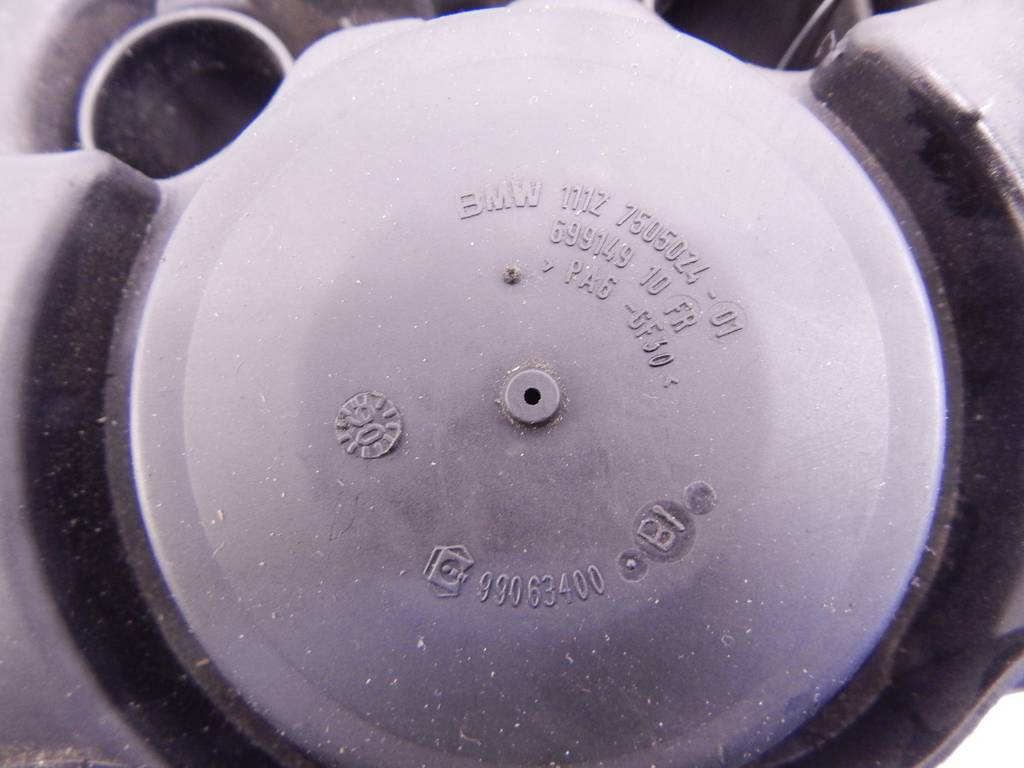 BMW 1112 7505024-01
699149 10 FR
> PA6 -GF30 <
99063400